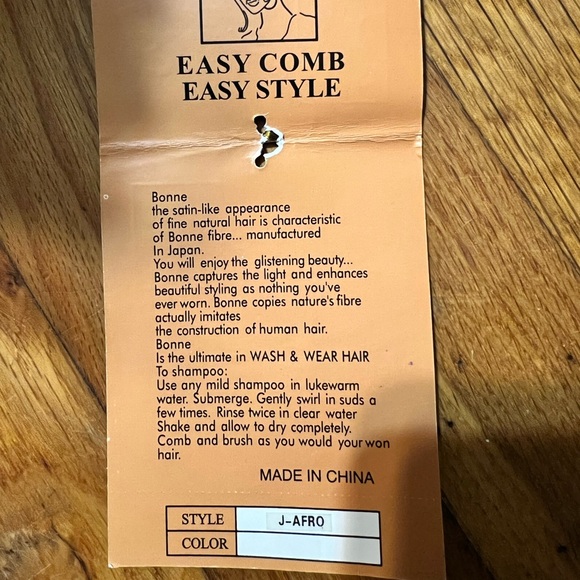 EASY COMB
EASY STYLE
Bonne
the satin-like appearance
of fine natural hair is characteristic
of Bonne fibre... manufactured
In Japan.
You will enjoy the glistening beauty...
Bonne captures the light and enhances
beautiful styling as nothing you've
ever worn. Bonne copies nature's fibre
actually imitates
the construction of human hair.
Bonne
Is the ultimate in WASH & WEAR HAIR
To shampoo:
Use any mild shampoo in lukewarm
water. Submerge. Gently swirl in suds a
few times. Rinse twice in clear water
Shake and allow to dry completely.
Comb and brush as you would your won
hair.
MADE IN CHINA
STYLE J-AFRO
COLOR